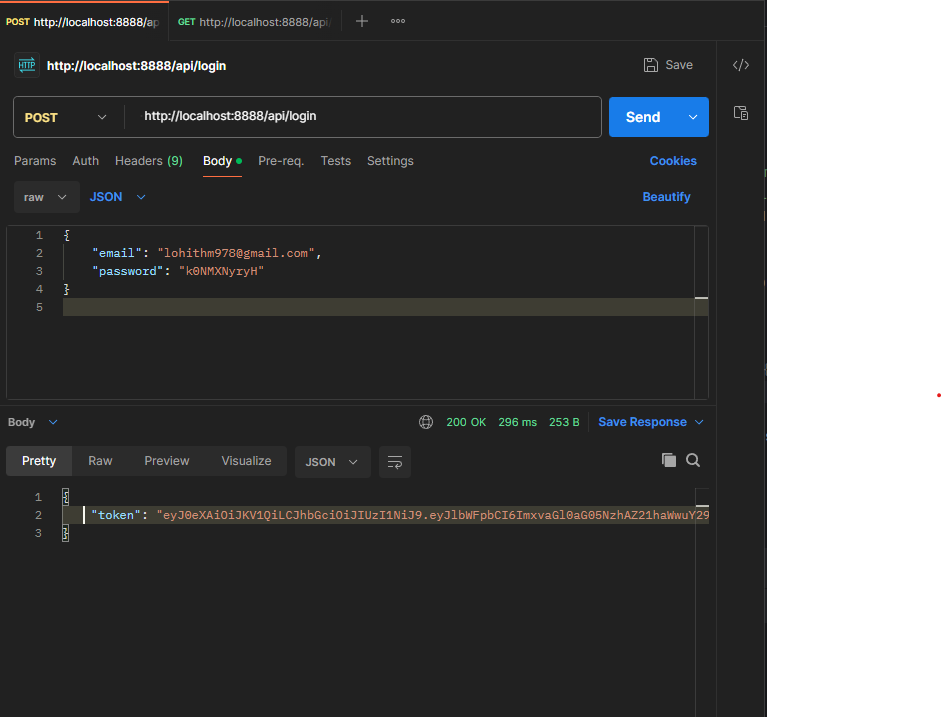 POST http://localhost:8888/ap GET http://localhost:8888/api/
HTTP http://localhost:8888/api/login Save
POST http://localhost:8888/api/login Send
Params Auth Headers (9) Body Pre-req. Tests Settings Cookies
raw JSON Beautify
1 {
2 "email": "lohithm978@gmail.com",
3 "password": "k0NMXNyryH"
4 }
5
Body 200 OK 296 ms 253 B Save Response
Pretty Raw Preview Visualize JSON
1 {
2 "token": "eyJ0eXAiOiJKV1QiLCJhbGciOiJIUzI1NiJ9.eyJlbWFpbCI6ImxvaGl0aG05NzhAZ21haWwuY29
3 }